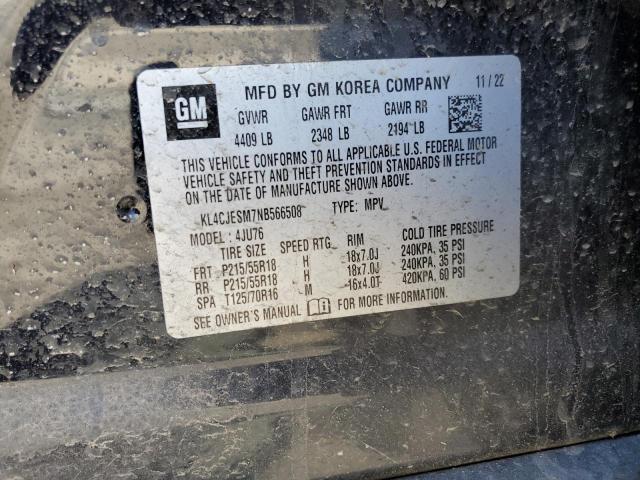 GM
MFD BY GM KOREA COMPANY 11/22
GVWR GAWR FRT GAWR RR
4409 LB 2348 LB 2194 LB
THIS VEHICLE CONFORMS TO ALL APPLICABLE U.S. FEDERAL MOTOR
VEHICLE SAFETY AND THEFT PREVENTION STANDARDS IN EFFECT
ON THE DATE OF MANUFACTURE SHOWN ABOVE.
KL4CJESM7NB566508 TYPE: MPV
MODEL: 4JU76
TIRE SIZE SPEED RTG RIM COLD TIRE PRESSURE
FRT P215/55R18 H 18x7.0J 240KPA, 35 PSI
RR P215/55R18 H 18x7.0J 240KPA, 35 PSI
SPA T125/70R16 M 16x4.0T 420KPA, 60 PSI
SEE OWNER'S MANUAL FOR MORE INFORMATION.